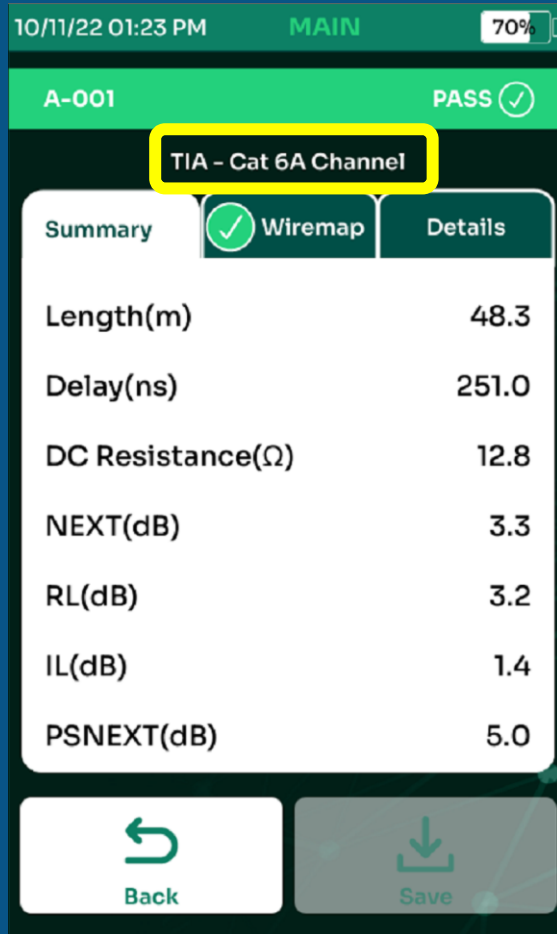 10/11/22 01:23 PM MAIN 70%
A-001 PASS
TIA - Cat 6A Channel
Summary Wiremap Details
Length(m) 48.3
Delay(ns) 251.0
DC Resistance(Ω) 12.8
NEXT(dB) 3.3
RL(dB) 3.2
IL(dB) 1.4
PSNEXT(dB) 5.0
Back Save